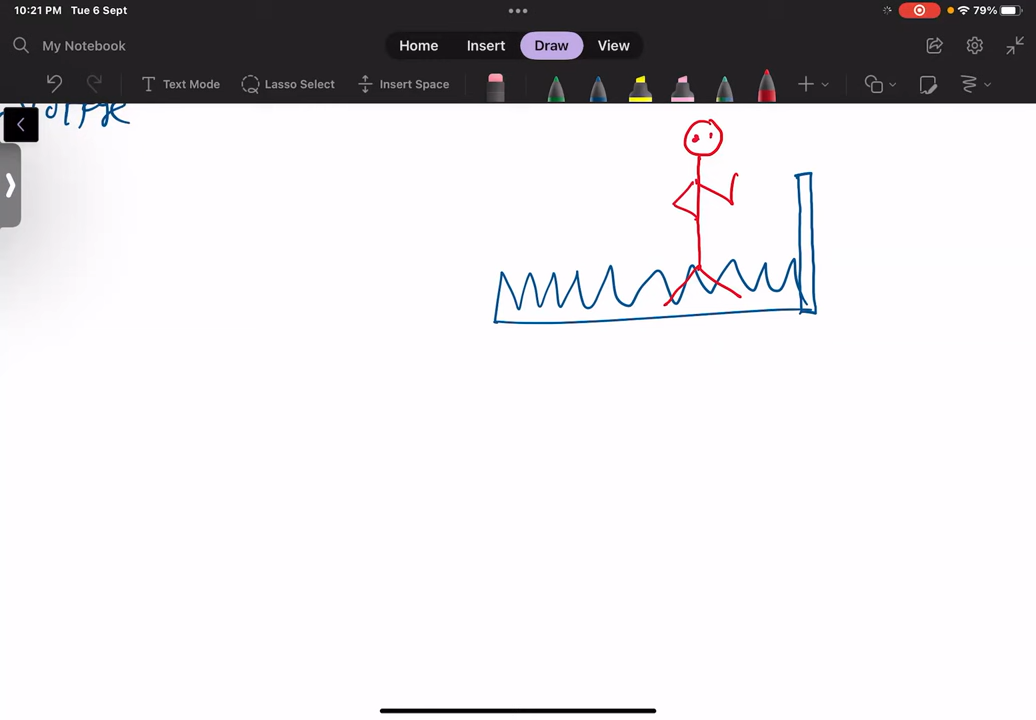 10:21 PM Tue 6 Sept
79%
My Notebook
Home Insert Draw View
Text Mode Lasso Select Insert Space